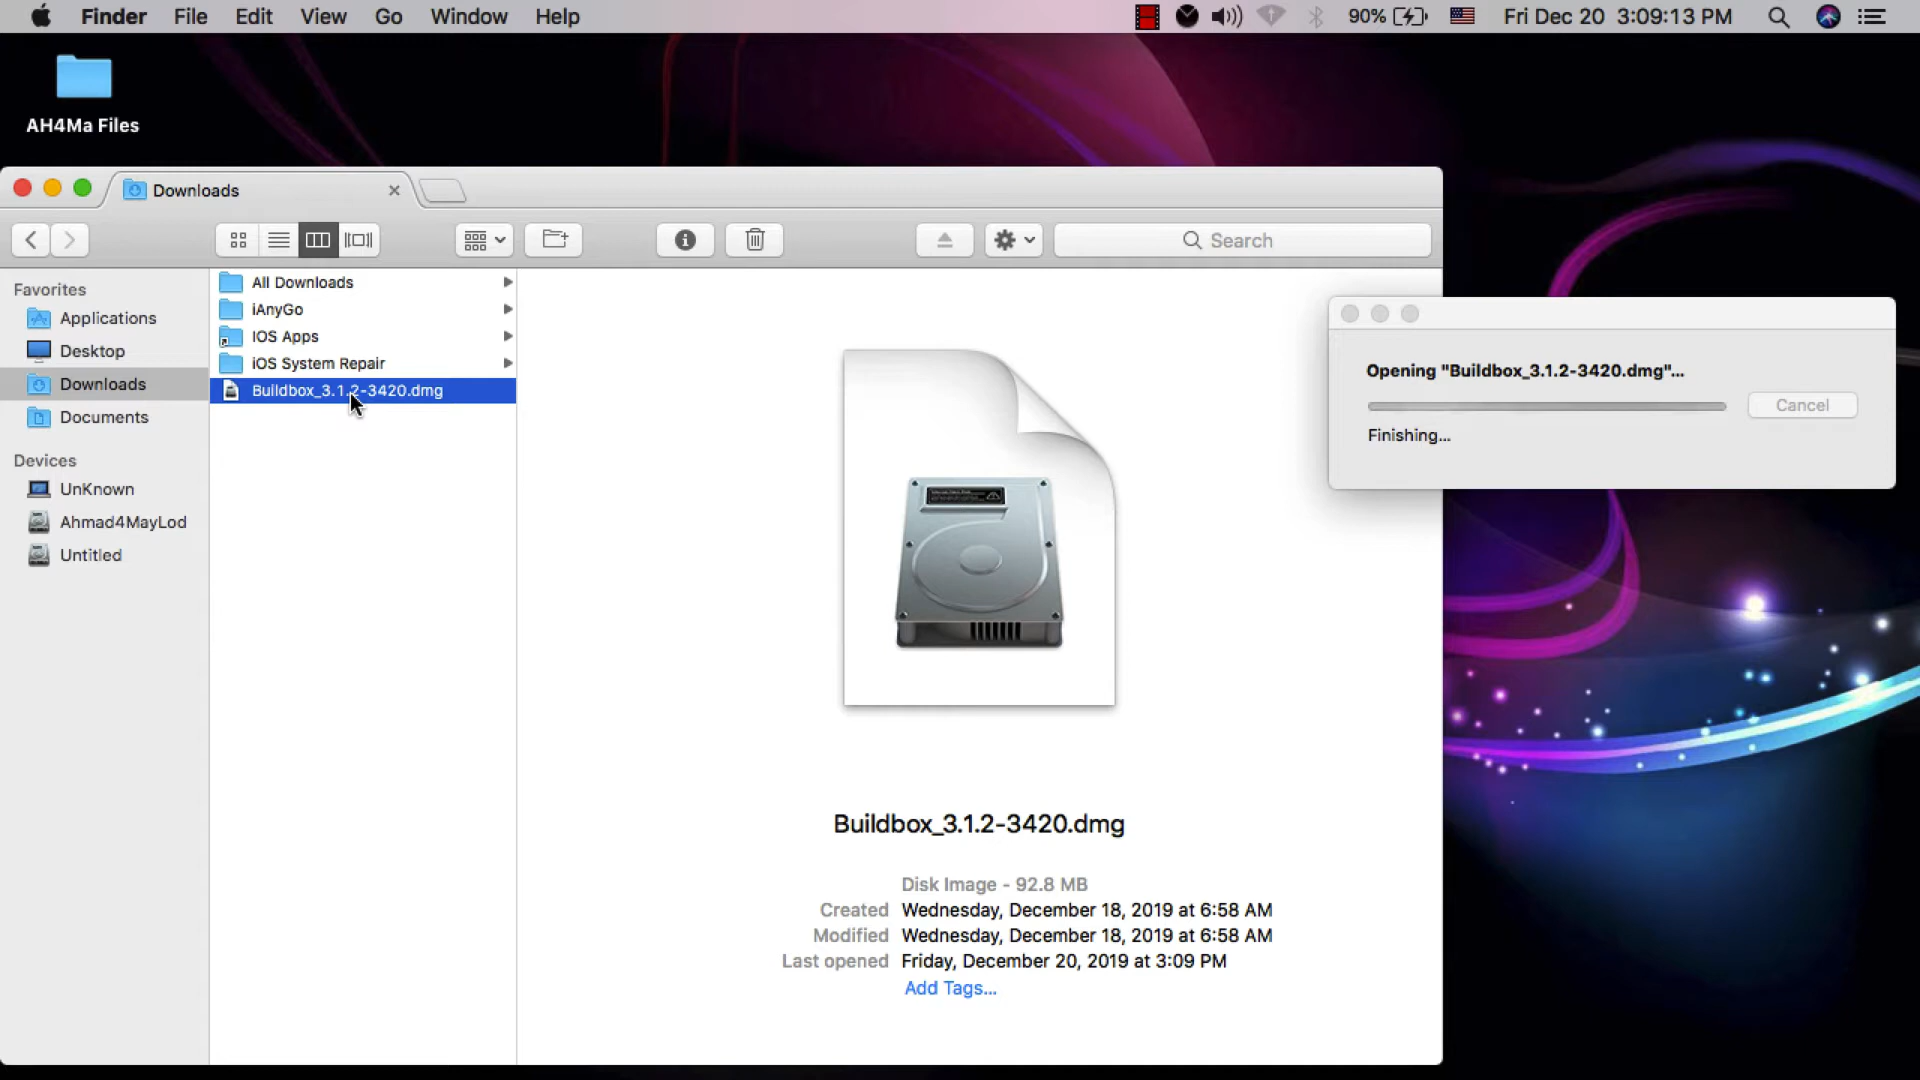 Finder File Edit View Go Window Help 90% Fri Dec 20 3:09:13 PM
AH4Ma Files
Downloads
Search
Favorites
Applications
Desktop
Downloads
Documents
Devices
UnKnown
Ahmad4MayLod
Untitled
All Downloads
iAnyGo
IOS Apps
iOS System Repair
Buildbox_3.1.2-3420.dmg
Buildbox_3.1.2-3420.dmg
Disk Image - 92.8 MB
Created Wednesday, December 18, 2019 at 6:58 AM
Modified Wednesday, December 18, 2019 at 6:58 AM
Last opened Friday, December 20, 2019 at 3:09 PM
Add Tags...
Opening "Buildbox_3.1.2-3420.dmg"...
Cancel
Finishing...